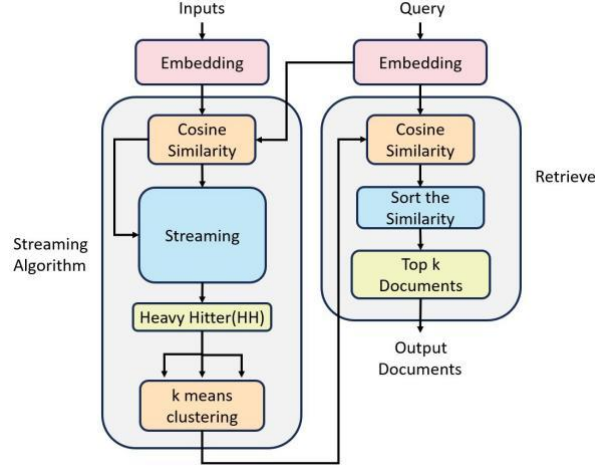 Inputs
Query
Embedding
Embedding
Cosine
Similarity
Cosine
Similarity
Retrieve
Sort the
Similarity
Streaming
Streaming
Algorithm
Top k
Documents
Heavy Hitter(HH)
Output
Documents
k means
clustering